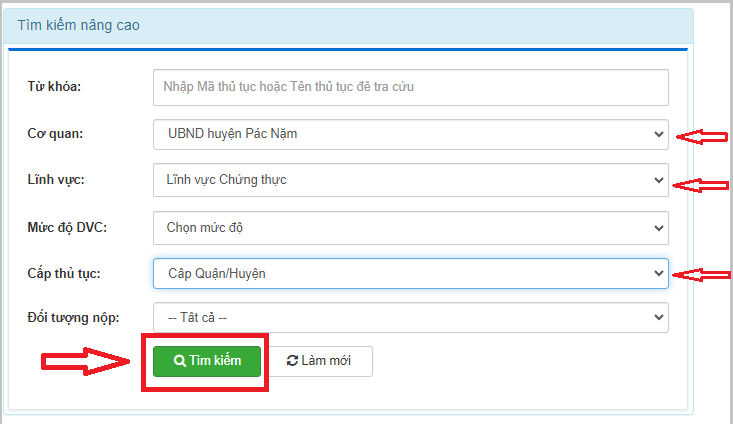 Tìm kiếm nâng cao
Từ khóa: Nhập Mã thủ tục hoặc Tên thủ tục để tra cứu
Cơ quan: UBND huyện Pác Nặm
Lĩnh vực: Lĩnh vực Chứng thực
Mức độ DVC: Chọn mức độ
Cấp thủ tục: Cấp Quận/Huyện
Đối tượng nộp: -- Tất cả --
Tìm kiếm Làm mới